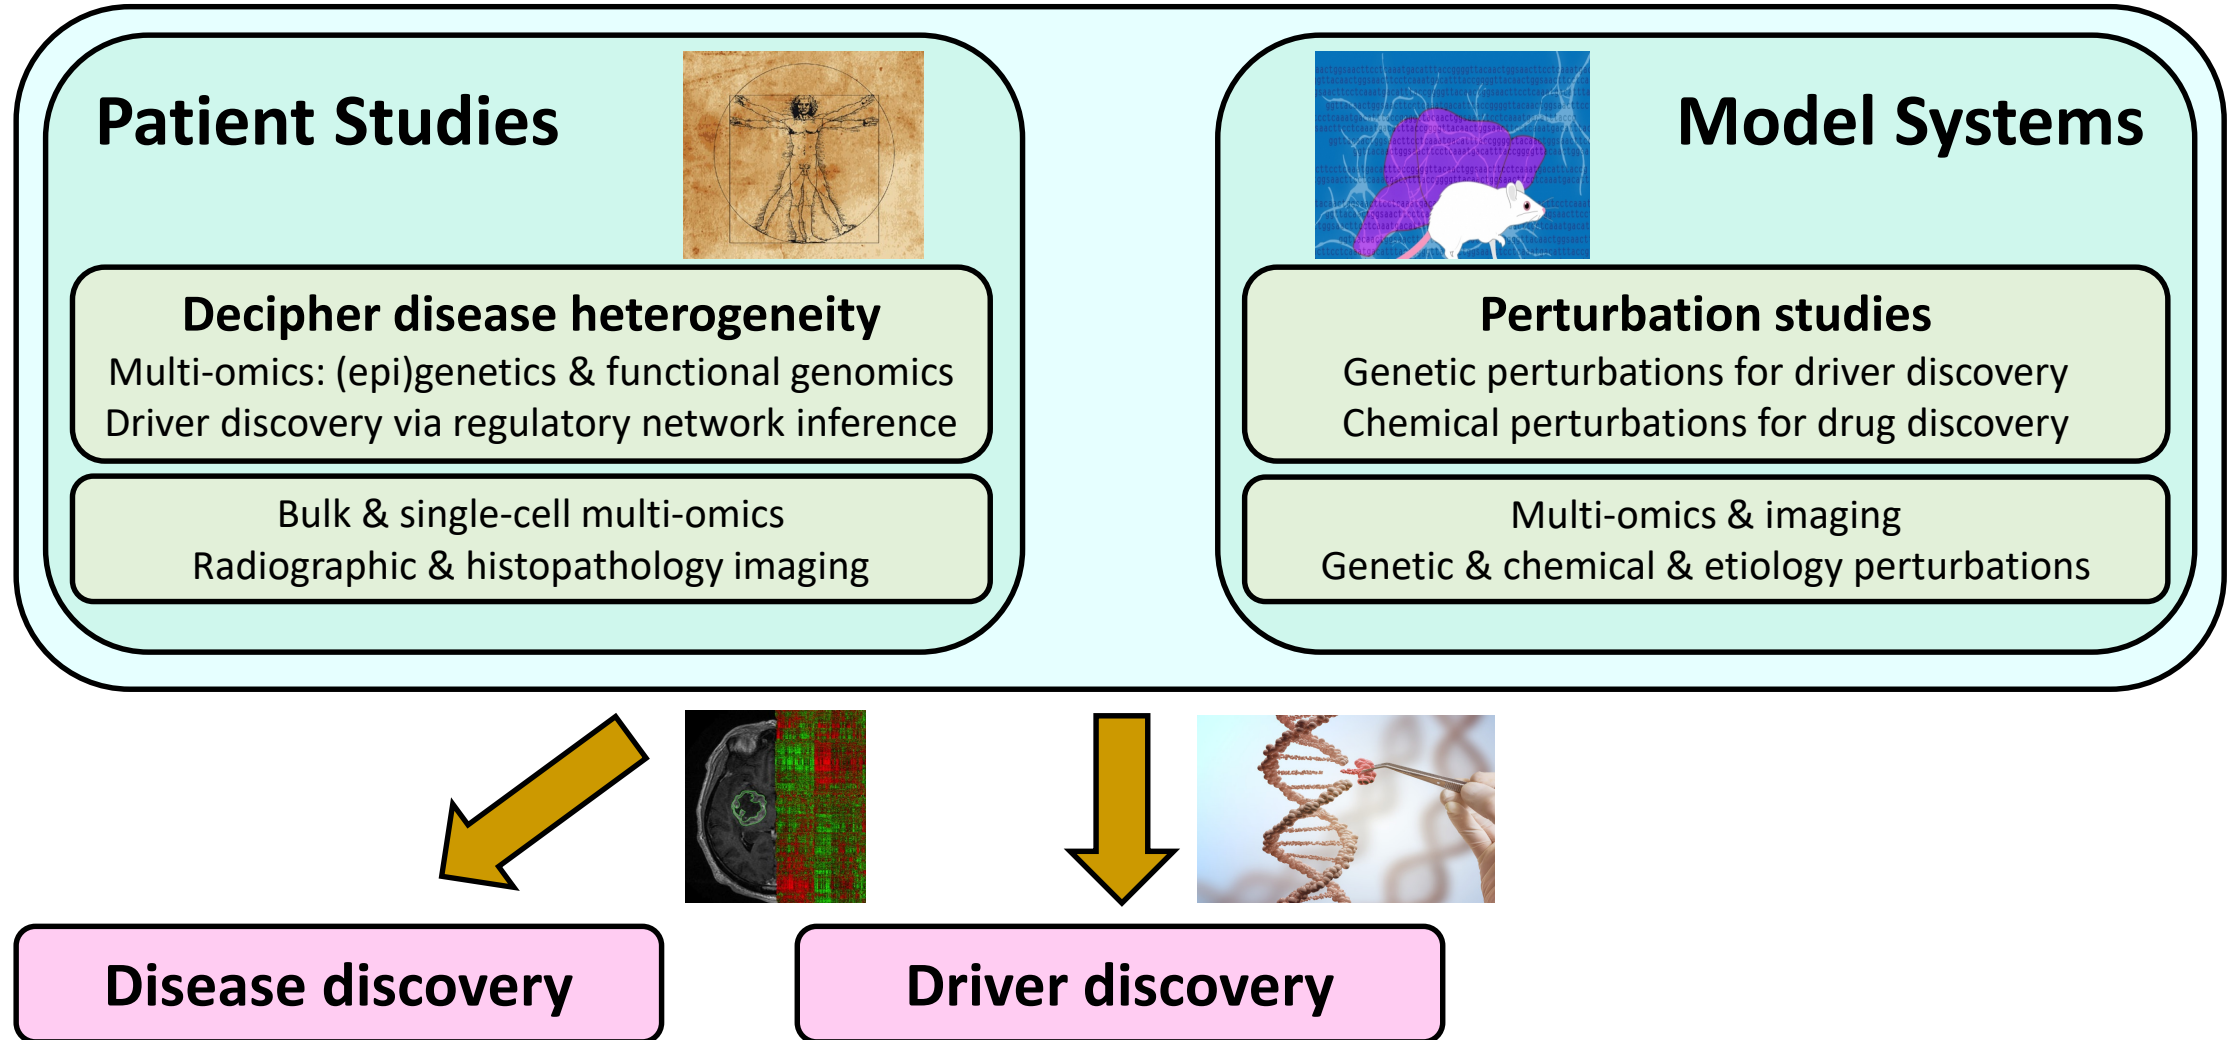 Patient Studies
Decipher disease heterogeneity
Multi-omics: (epi)genetics & functional genomics
Driver discovery via regulatory network inference
Bulk & single-cell multi-omics
Radiographic & histopathology imaging
Model Systems
Perturbation studies
Genetic perturbations for driver discovery
Chemical perturbations for drug discovery
Multi-omics & imaging
Genetic & chemical & etiology perturbations
Disease discovery
Driver discovery